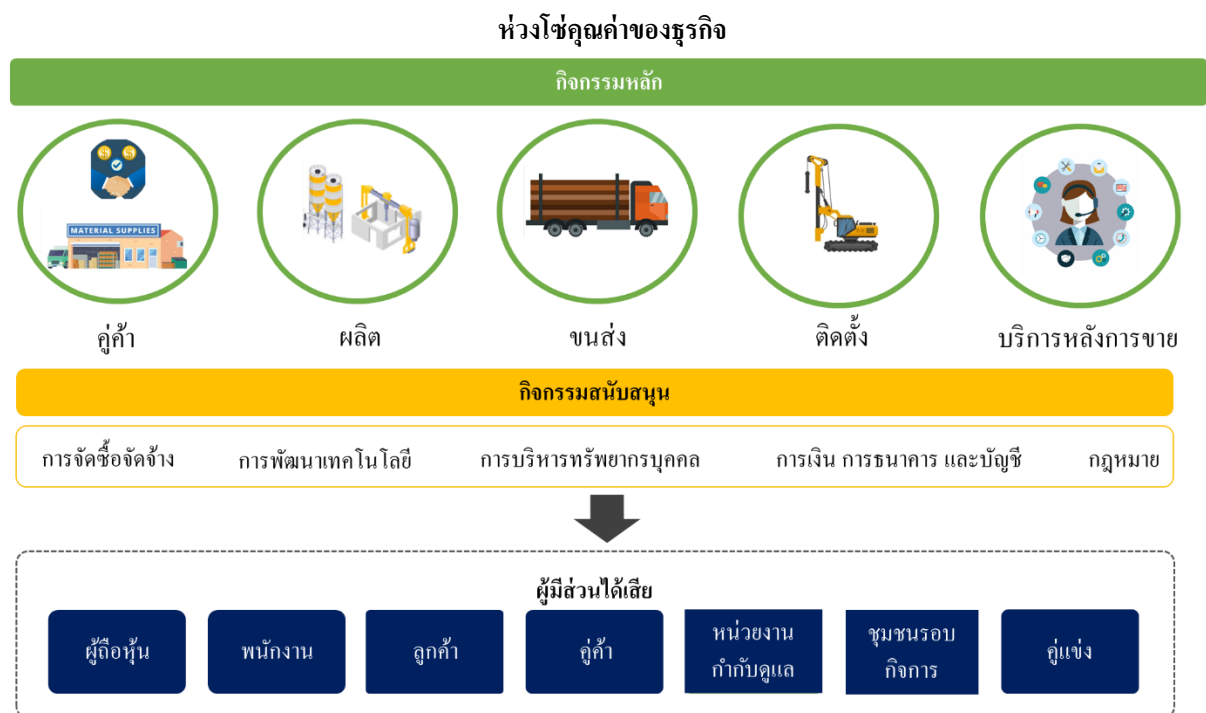 ห่วงโซ่คุณค่าของธุรกิจ
กิจกรรมหลัก
MATERIAL SUPPLIES
คู่ค้า
ผลิต
ขนส่ง
ติดตั้ง
บริการหลังการขาย
กิจกรรมสนับสนุน
การจัดซื้อจัดจ้าง
การพัฒนาเทคโนโลยี
การบริหารทรัพยากรบุคคล
การเงิน การธนาคาร และบัญชี
กฎหมาย
ผู้มีส่วนได้เสีย
ผู้ถือหุ้น
พนักงาน
ลูกค้า
คู่ค้า
หน่วยงาน
กำกับดูแล
ชุมชนรอบ
กิจการ
คู่แข่ง